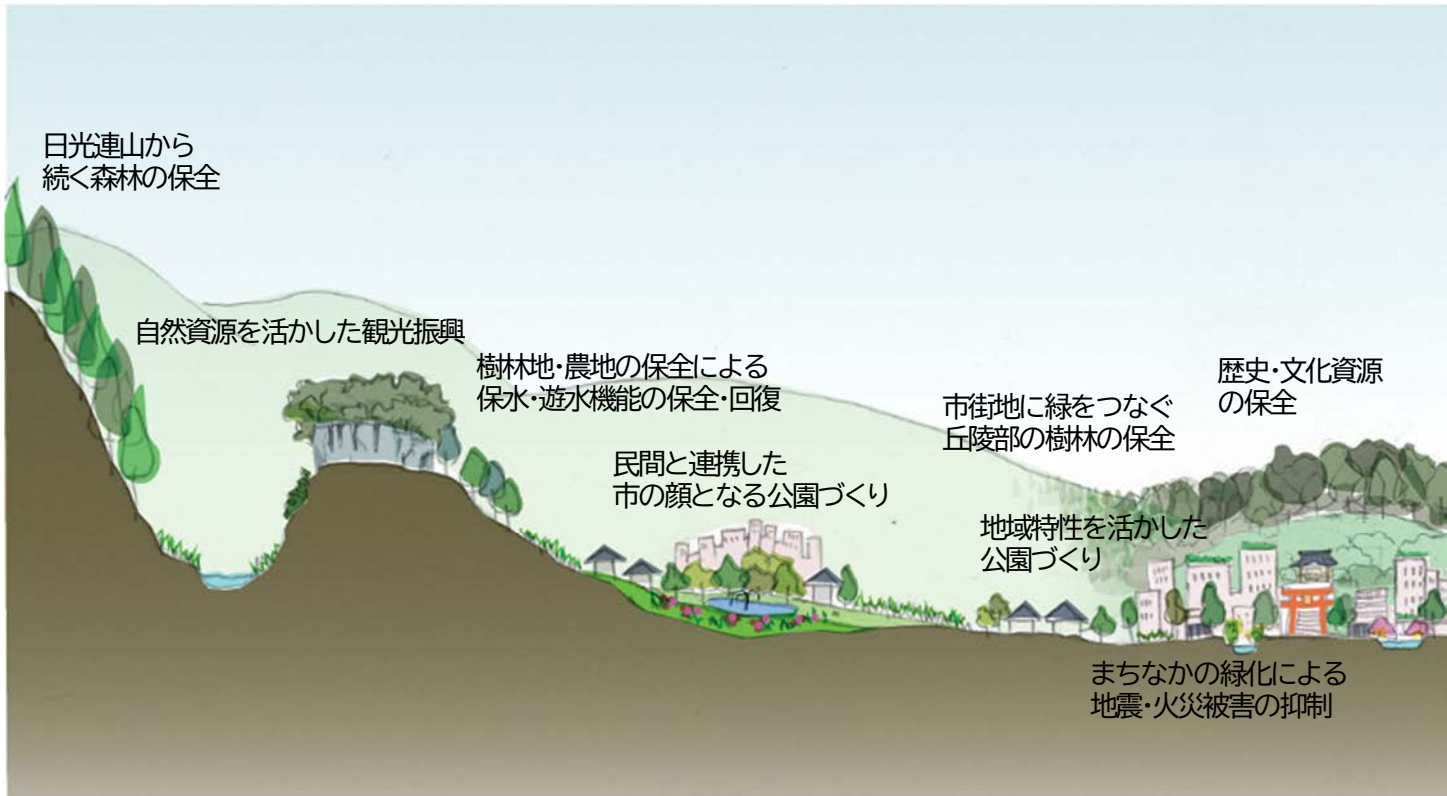 日光連山から
続く森林の保全
自然資源を活かした観光振興
樹林地・農地の保全による
保水・遊水機能の保全・回復
民間と連携した
市の顔となる公園づくり
市街地に緑をつなぐ
丘陵部の樹林の保全
歴史・文化資源
の保全
地域特性を活かした
公園づくり
まちなかの緑化による
地震・火災被害の抑制